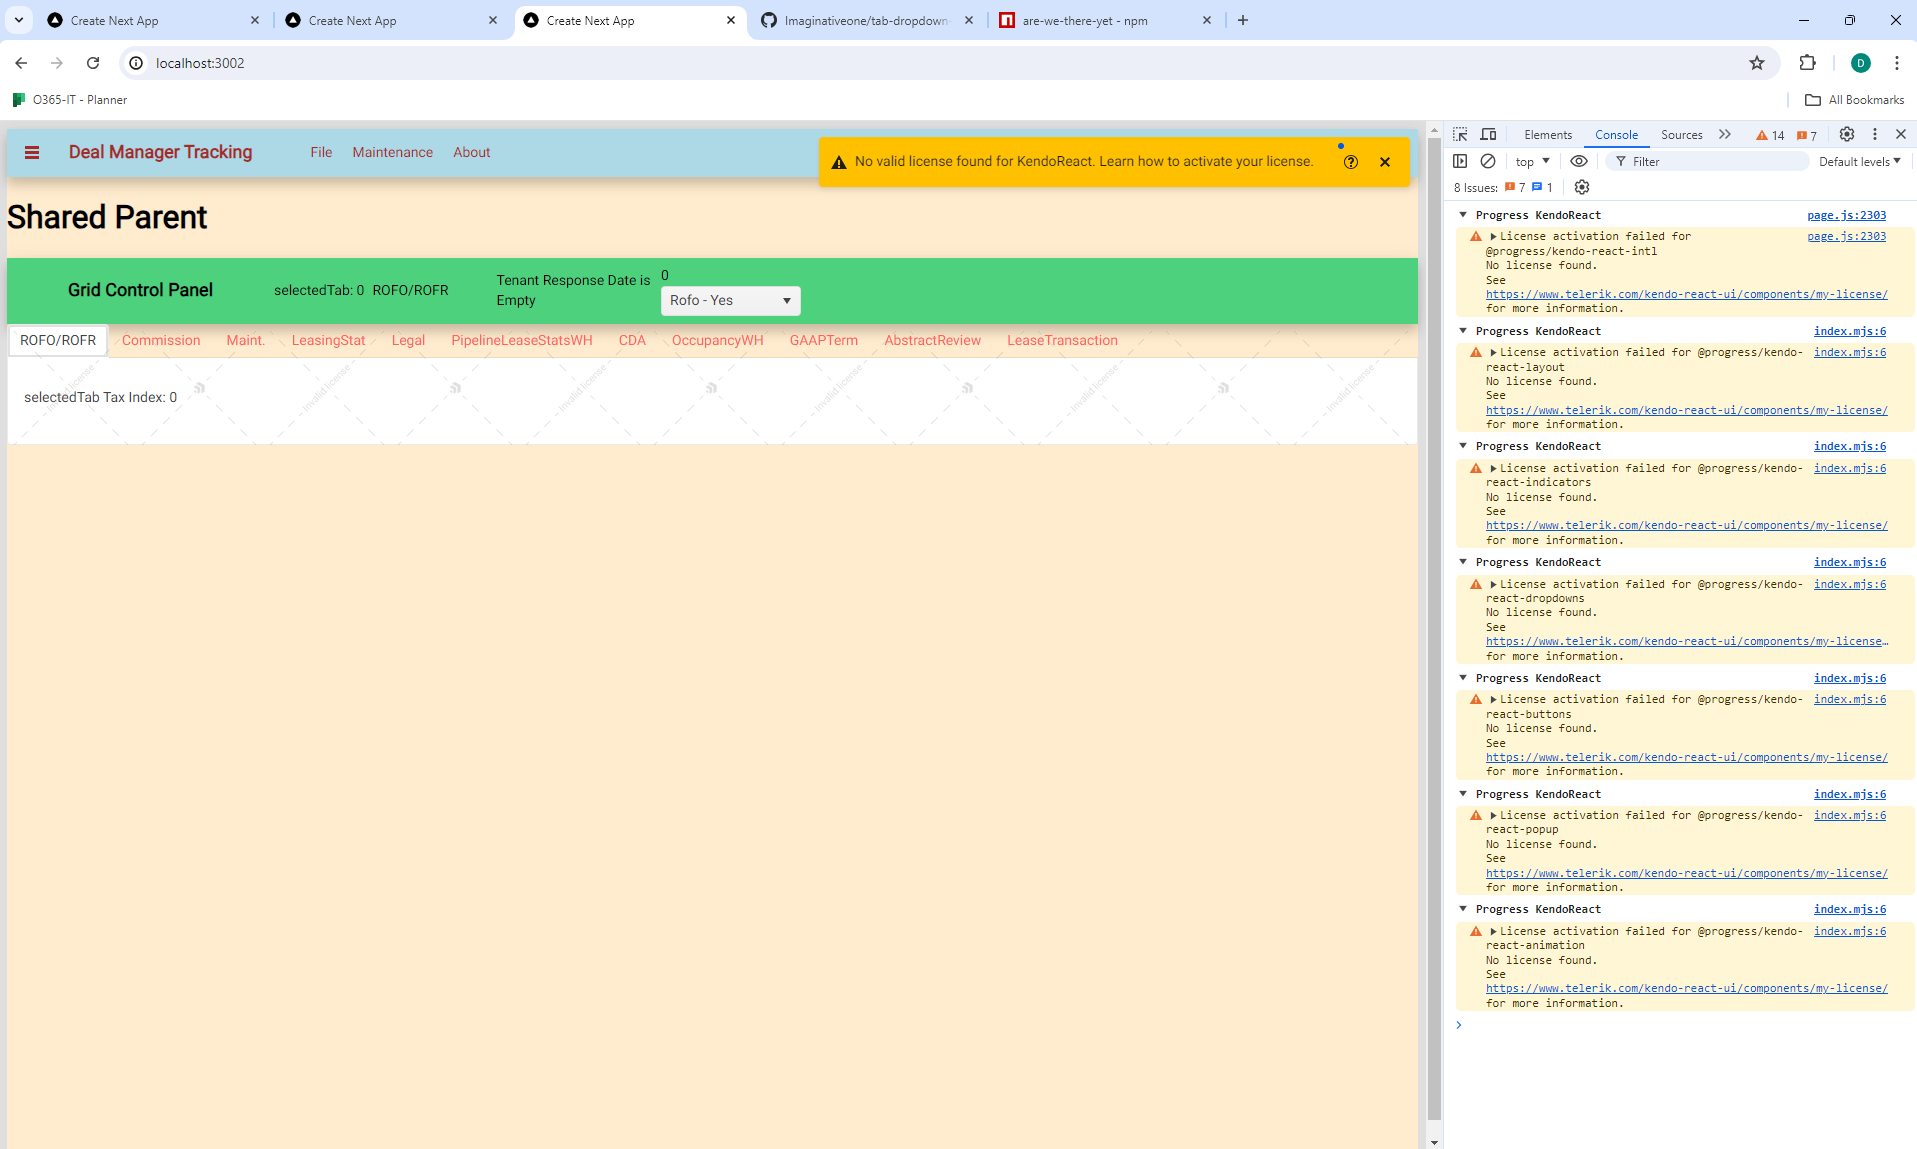 Create Next App
Create Next App
Create Next App
Imaginativeone/tab-dropdown-
are-we-there-yet - npm
localhost:3002
D
O365-IT - Planner
All Bookmarks
Deal Manager Tracking
File
Maintenance
About
No valid license found for KendoReact. Learn how to activate your license.
Shared Parent
Grid Control Panel
selectedTab: 0 ROFO/ROFR
Tenant Response Date is
Empty
0
Rofo - Yes
ROFO/ROFR
Commission
Maint.
LeasingStat
Legal
PipelineLeaseStatsWH
CDA
OccupancyWH
GAAPTerm
AbstractReview
LeaseTransaction
selectedTab Tax Index: 0
Invalid license
Invalid license
Invalid license
Invalid license
Invalid license
Invalid license
Elements
Console
Sources
14
7
top
Filter
Default levels
8 Issues:
7
1
Progress KendoReact
page.js:2303
License activation failed for
page.js:2303
@progress/kendo-react-intl
No license found.
See
https://www.telerik.com/kendo-react-ui/components/my-license/
for more information.
Progress KendoReact
index.mjs:6
License activation failed for @progress/kendo-
index.mjs:6
react-layout
No license found.
See
https://www.telerik.com/kendo-react-ui/components/my-license/
for more information.
Progress KendoReact
index.mjs:6
License activation failed for @progress/kendo-
index.mjs:6
react-indicators
No license found.
See
https://www.telerik.com/kendo-react-ui/components/my-license/
for more information.
Progress KendoReact
index.mjs:6
License activation failed for @progress/kendo-
index.mjs:6
react-dropdowns
No license found.
See
https://www.telerik.com/kendo-react-ui/components/my-license…
for more information.
Progress KendoReact
index.mjs:6
License activation failed for @progress/kendo-
index.mjs:6
react-buttons
No license found.
See
https://www.telerik.com/kendo-react-ui/components/my-license/
for more information.
Progress KendoReact
index.mjs:6
License activation failed for @progress/kendo-
index.mjs:6
react-popup
No license found.
See
https://www.telerik.com/kendo-react-ui/components/my-license/
for more information.
Progress KendoReact
index.mjs:6
License activation failed for @progress/kendo-
index.mjs:6
react-animation
No license found.
See
https://www.telerik.com/kendo-react-ui/components/my-license/
for more information.